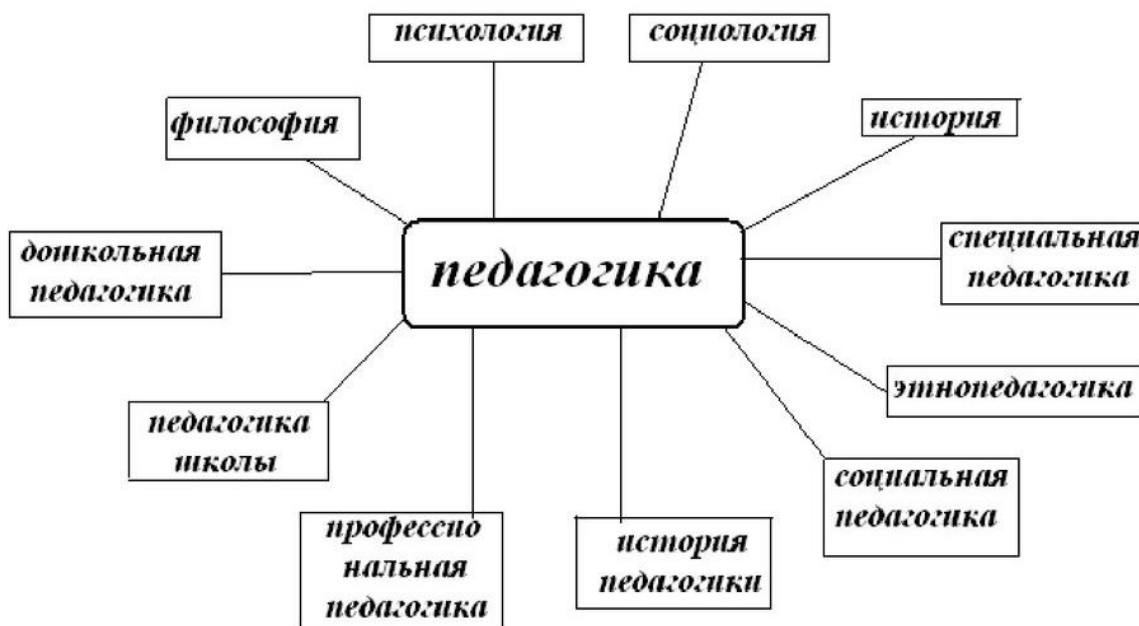 психология
социология
философия
история
педагогика
дошкольная
педагогика
специальная
педагогика
этнопедагогика
педагогика
школы
социальная
педагогика
профессио
нальная
педагогика
история
педагогики